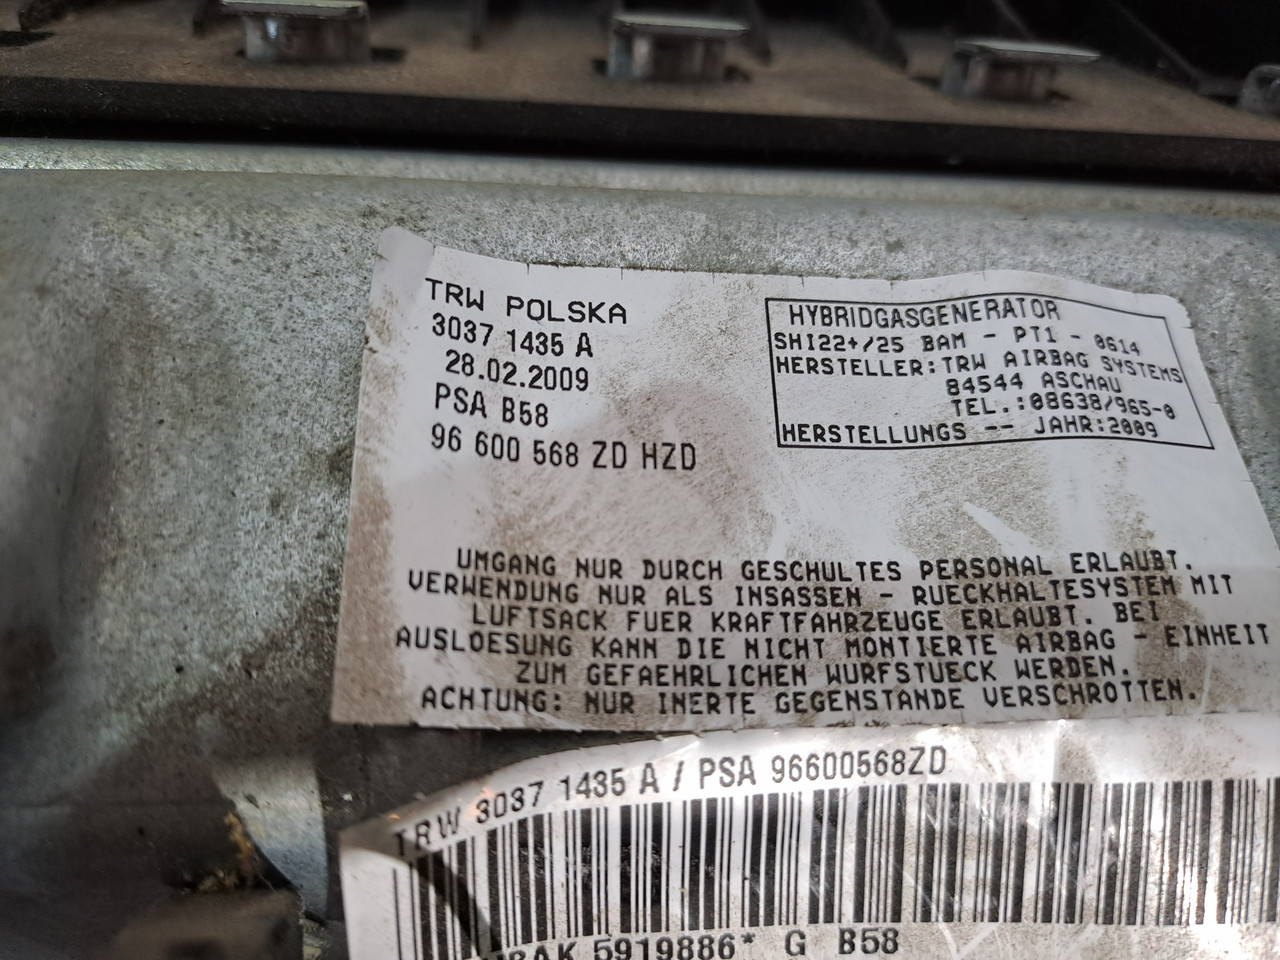 TRW POLSKA
3037 1435 A
28.02.2009
PSA B58
96 600 568 ZD HZD
HYBRIDGASGENERATOR
SHI22+/25 BAM - PT1 - 0614
HERSTELLER: TRW AIRBAG SYSTEMS
84544 ASCHAU
TEL.:08638/965-0
HERSTELLUNGS -- JAHR:2009
UMGANG NUR DURCH GESCHULTES PERSONAL ERLAUBT.
VERWENDUNG NUR ALS INSASSEN - RUECKHALTESYSTEM MIT
LUFTSACK FUER KRAFTFAHRZEUGE ERLAUBT. BEI
AUSLOESUNG KANN DIE NICHT MONTIERTE AIRBAG - EINHEIT
ZUM GEFAEHRLICHEN WURFSTUECK WERDEN.
ACHTUNG: NUR INERTE GEGENSTANDE VERSCHROTTEN.
TRW 3037 1435 A / PSA 96600568ZD
5919886* G B58